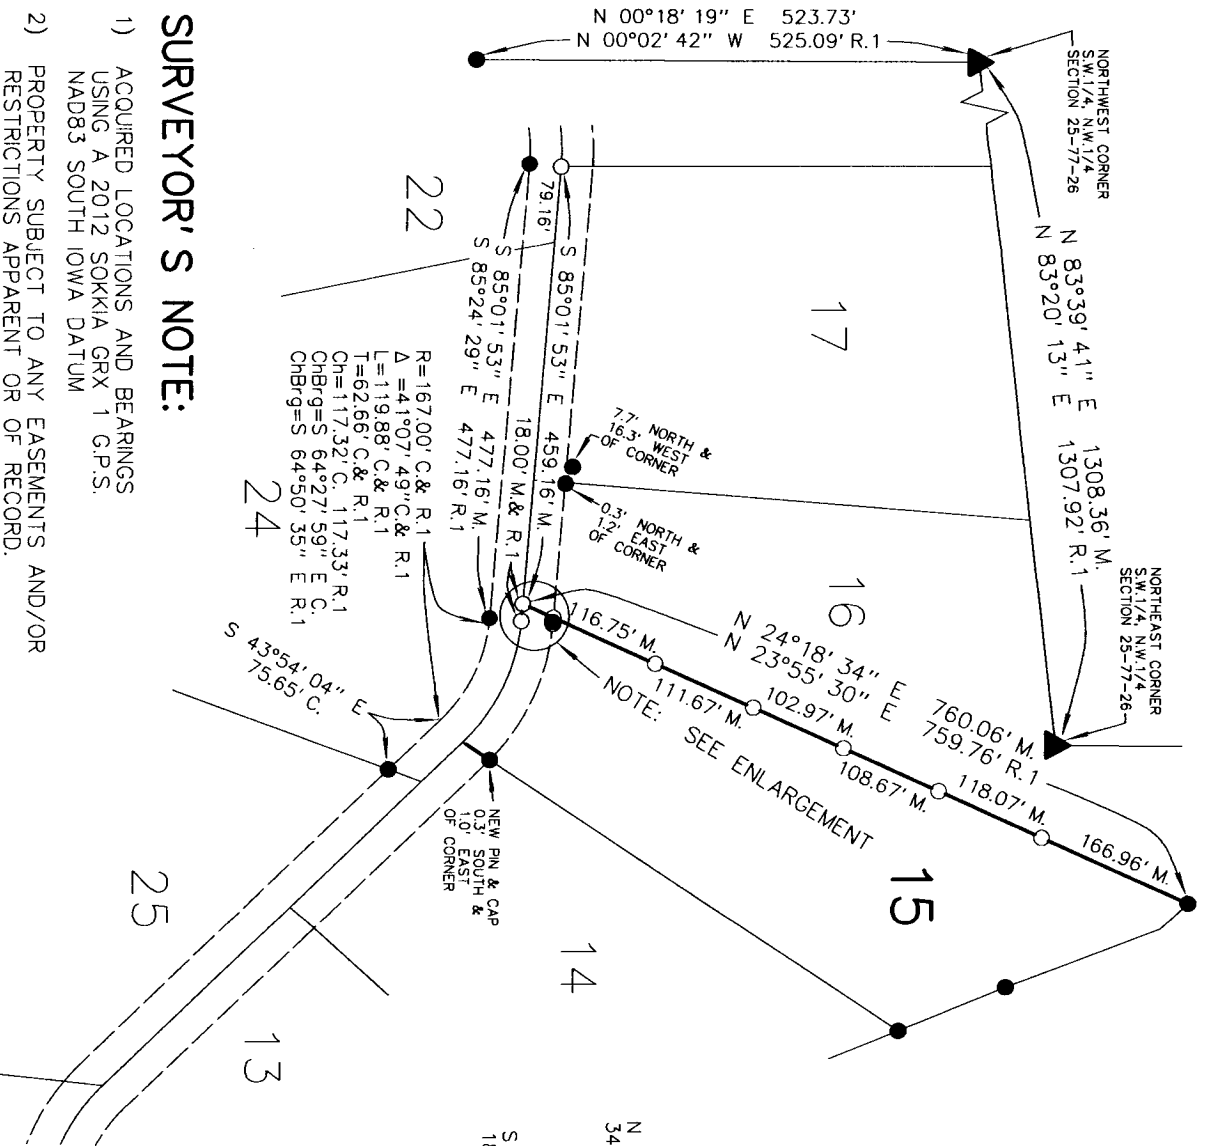 N 00°18' 19" E 523.73'
N 00°02' 42" W 525.09' R.1
NORTHWEST CORNER
S.W.1/4, N.W.1/4
SECTION 25-77-26
N 83°39' 41" E 1308.36' M.
N 83°20' 13" E 1307.92' R.1
NORTHEAST CORNER
S.W.1/4, N.W.1/4
SECTION 25-77-26
17
16
15
14
13
22
24
25
79.16'
S 85°01' 53" E 459.16' M.
18.00' M.& R.1
S 85°01' 53" E 477.16' M.
S 85°24' 29" E 477.16' R.1
7.7' NORTH &
16.3' WEST
OF CORNER
0.3' NORTH &
1.2' EAST
OF CORNER
N 24°18' 34" E 760.06' M.
N 23°55' 30" E 759.76' R.1
116.75' M.
111.67' M.
102.97' M.
108.67' M.
118.07' M.
166.96' M.
NOTE: SEE ENLARGEMENT
R=167.00' C.& R.1
Δ =41°07' 49"C.& R.1
L=119.88' C.& R.1
T=62.66' C.& R.1
Ch=117.32' C. 117.33' R.1
ChBrg=S 64°27' 59" E C.
ChBrg=S 64°50' 35" E R.1
S 43°54' 04" E
75.65' C.
NEW PIN & CAP
0.3' SOUTH &
1.0' EAST
OF CORNER
SURVEYOR'S NOTE:
1) ACQUIRED LOCATIONS AND BEARINGS
USING A 2012 SOKKIA GRX 1 G.P.S.
NAD83 SOUTH IOWA DATUM
2) PROPERTY SUBJECT TO ANY EASEMENTS AND/OR
RESTRICTIONS APPARENT OR OF RECORD.
N
34
S
18